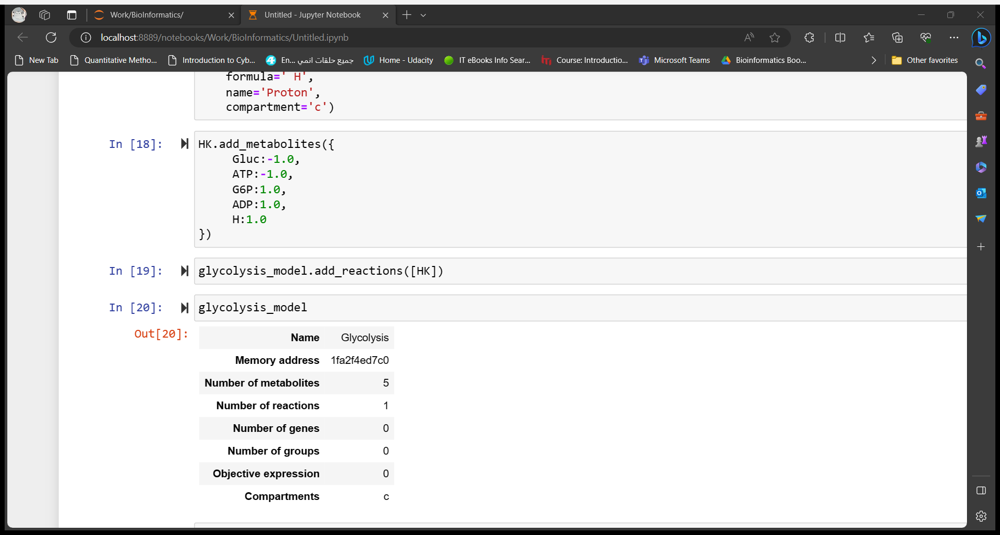 Work/BioInformatics/
Untitled - Jupyter Notebook
localhost:8889/notebooks/Work/BioInformatics/Untitled.ipynb
New Tab
Quantitative Metho...
Introduction to Cyb...
En... جميع حلقات انمي
Home - Udacity
IT eBooks Info Sear...
Course: Introductio...
Microsoft Teams
Bioinformatics Boo...
Other favorites
formula=' H',
name='Proton',
compartment='c')
In [18]:
HK.add_metabolites({
Gluc:-1.0,
ATP:-1.0,
G6P:1.0,
ADP:1.0,
H:1.0
})
In [19]:
glycolysis_model.add_reactions([HK])
In [20]:
glycolysis_model
Out[20]:
Name Glycolysis
Memory address 1fa2f4ed7c0
Number of metabolites 5
Number of reactions 1
Number of genes 0
Number of groups 0
Objective expression 0
Compartments c